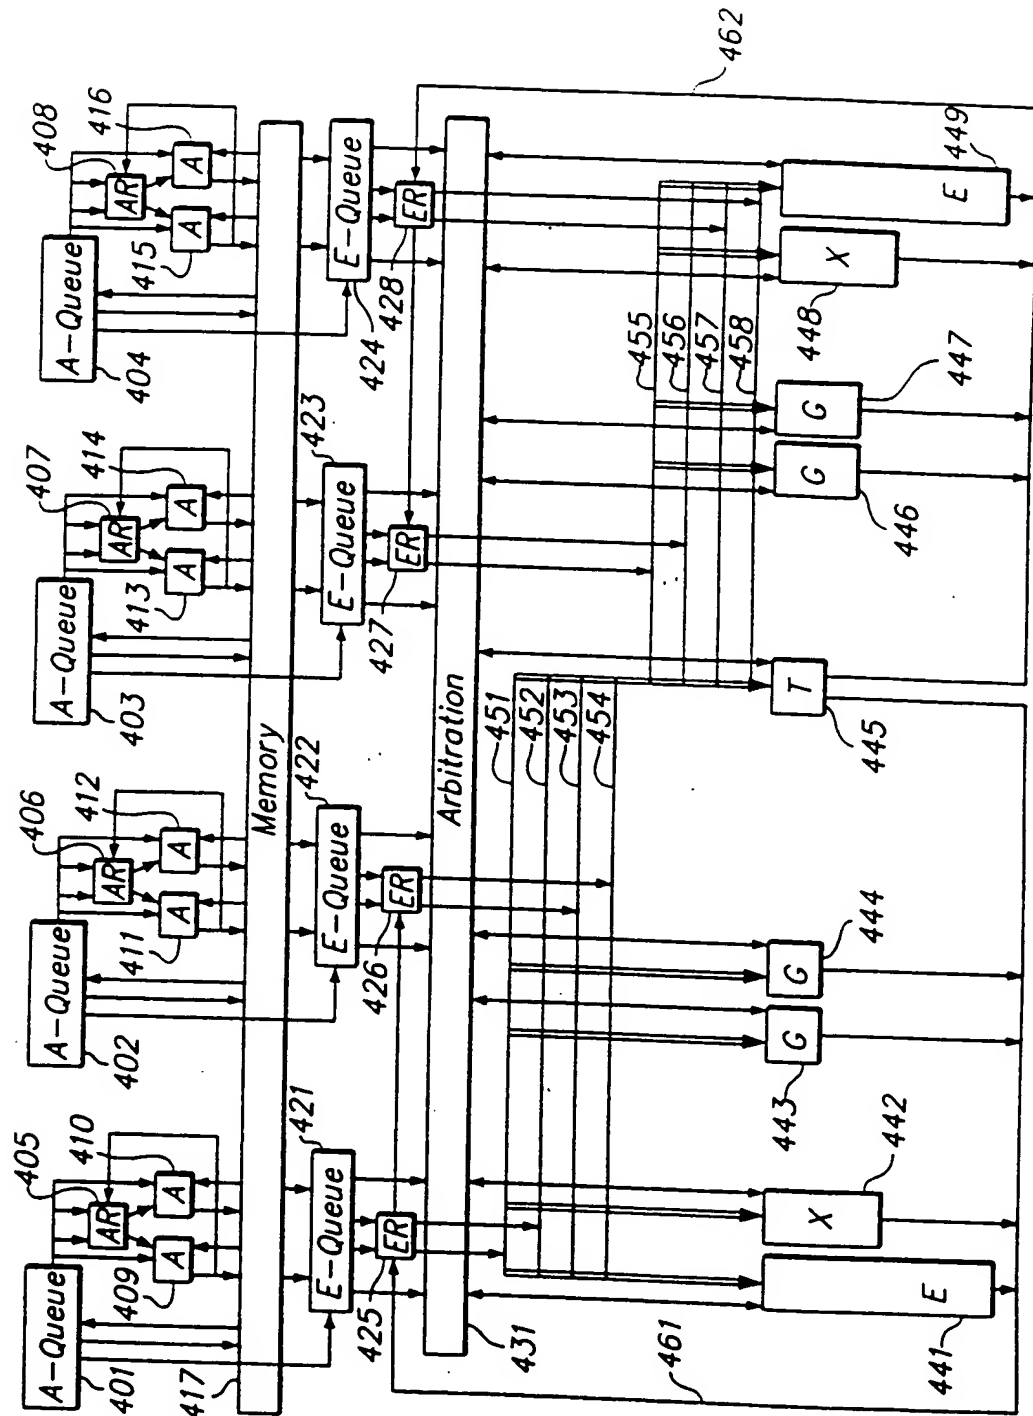 405
406
407
408
A-Queue
A-Queue
A-Queue
A-Queue
AR
AR
AR
AR
410
412
414
416
401
402
403
404
409
A
A
411
A
A
413
A
A
415
A
A
417
Memory
421
422
423
424
E-Queue
E-Queue
E-Queue
E-Queue
425
ER
426
ER
427
ER
428
ER
431
Arbitration
451
452
453
454
455
456
457
458
461
462
E
X
G
G
T
G
G
X
E
441
442
443
444
445
446
447
448
449